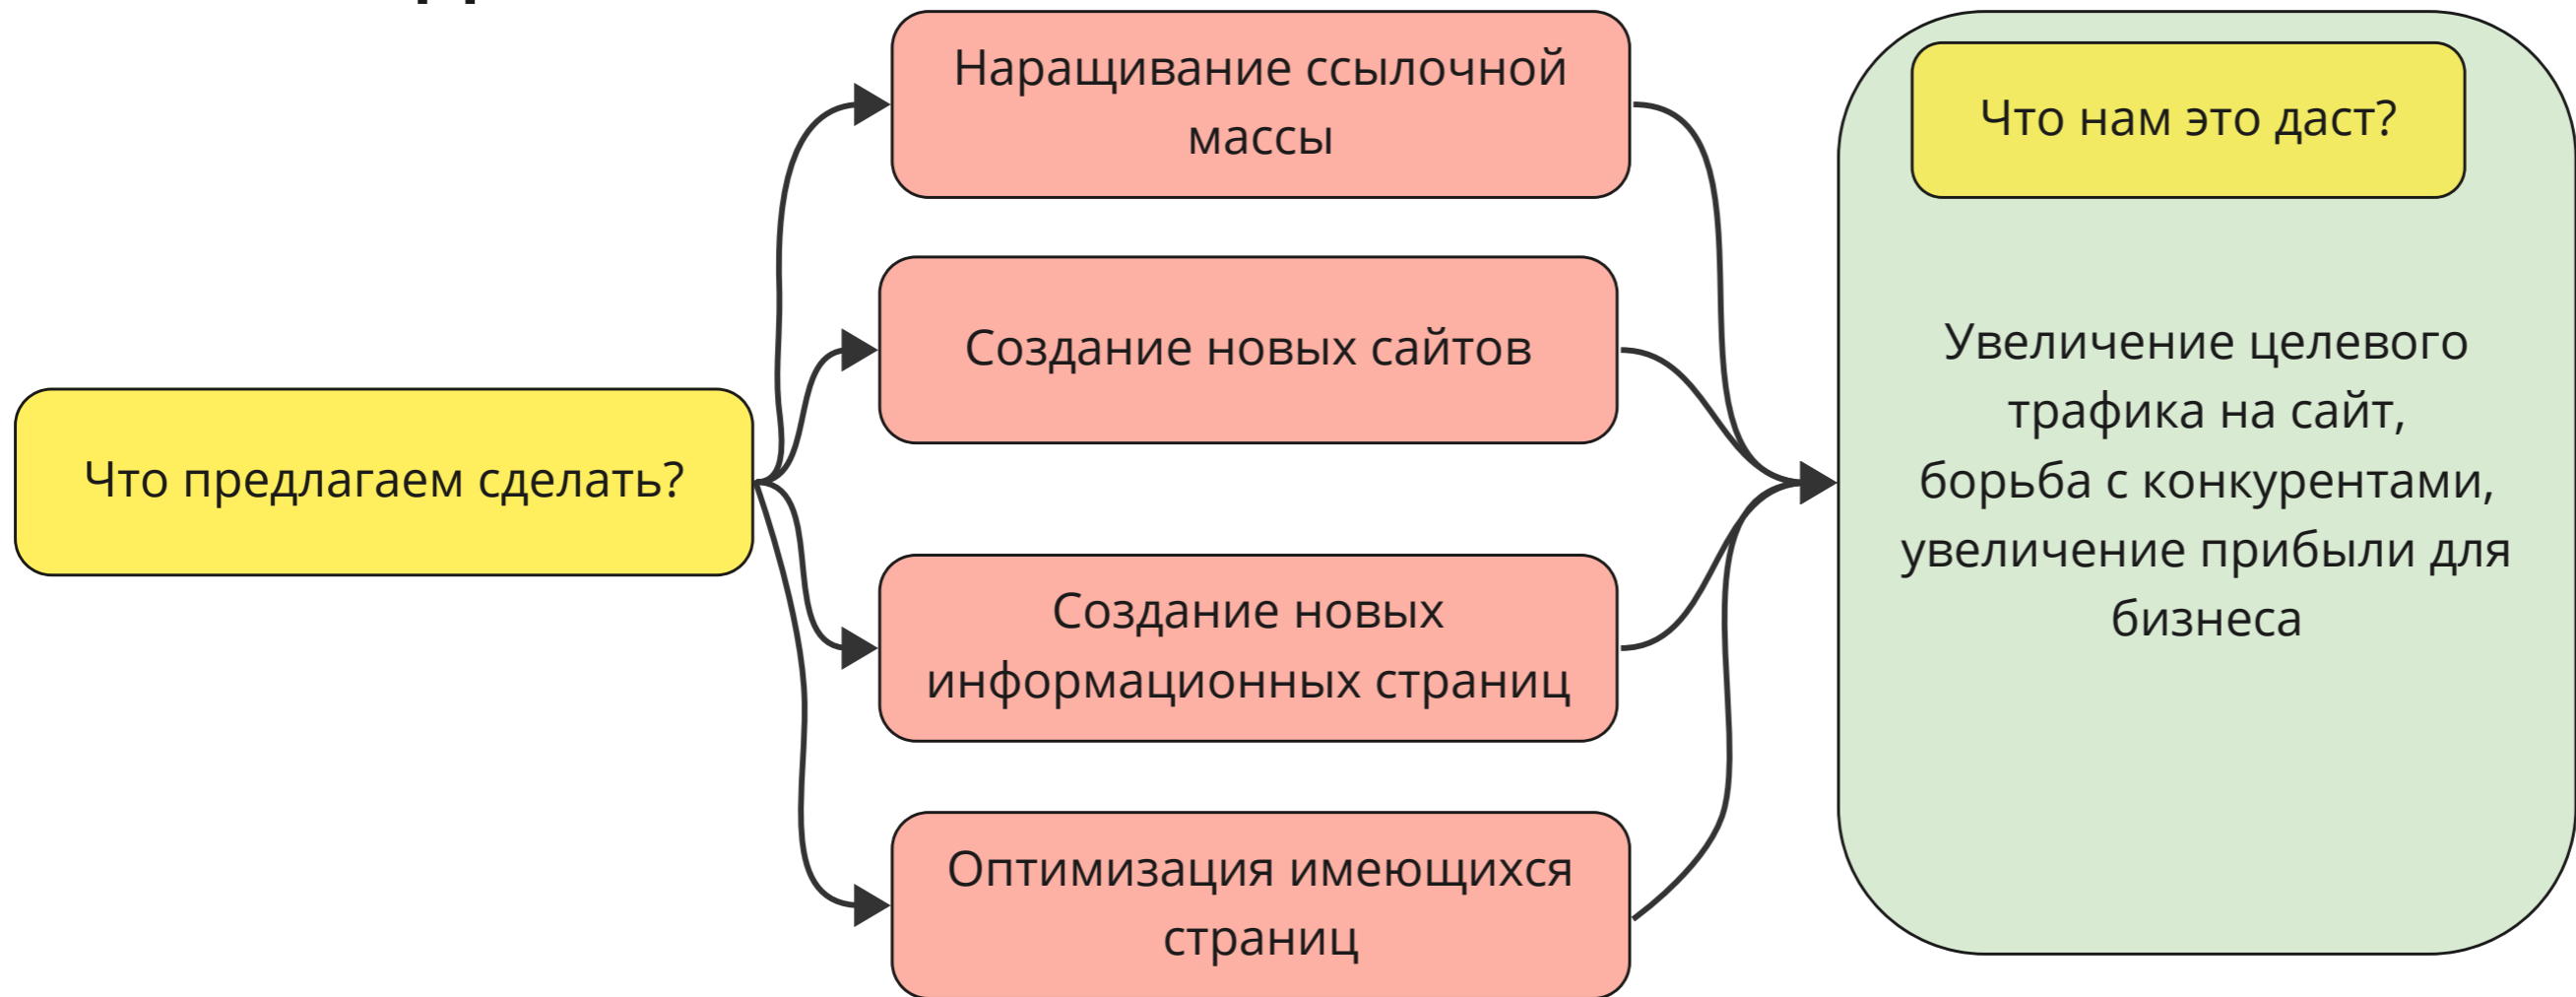 Что предлагаем сделать?
Наращивание ссылочной
массы
Создание новых сайтов
Создание новых
информационных страниц
Оптимизация имеющихся
страниц
Что нам это даст?
Увеличение целевого
трафика на сайт,
борьба с конкурентами,
увеличение прибыли для
бизнеса